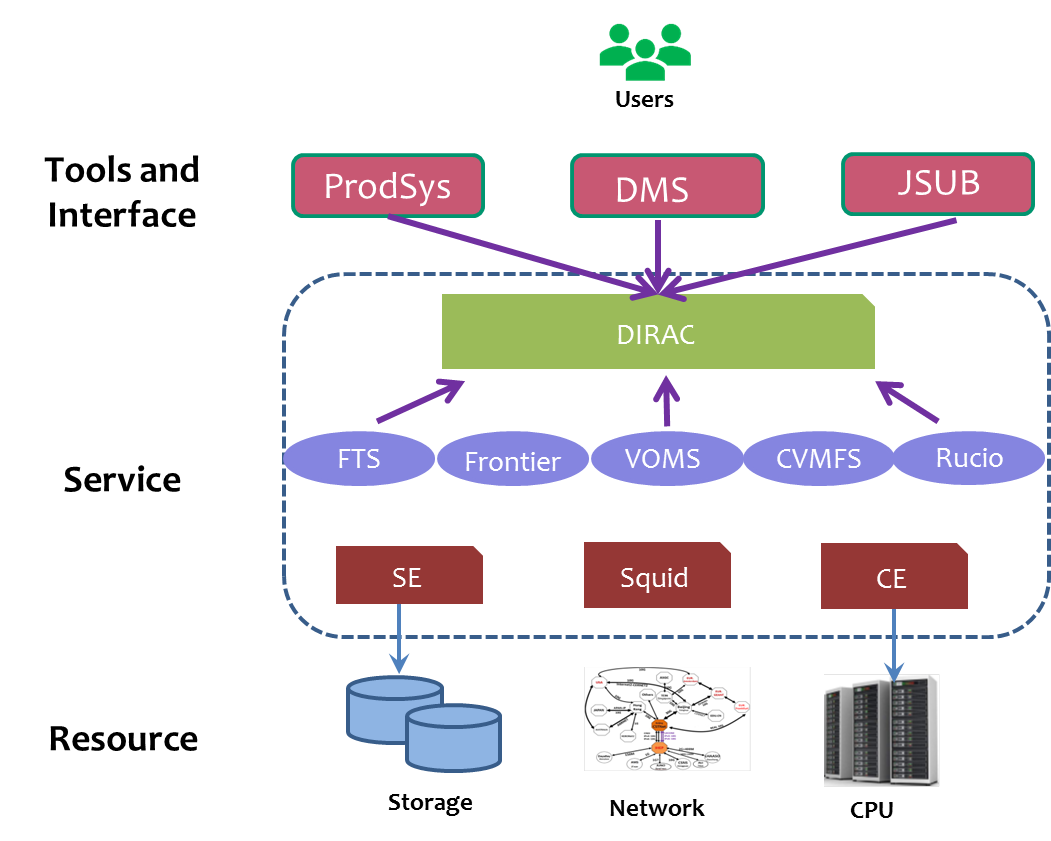 Users
Tools and
Interface
ProdSys
DMS
JSUB
DIRAC
Service
FTS
Frontier
VOMS
CVMFS
Rucio
SE
Squid
CE
Resource
Storage
Network
CPU